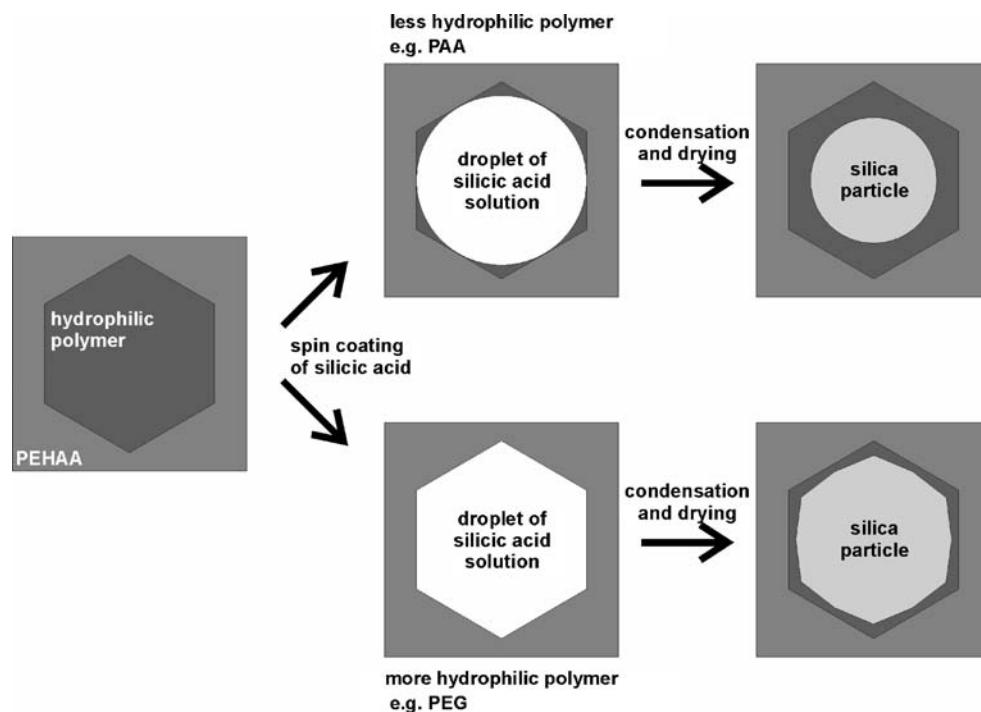 less hydrophilic polymer
e.g. PAA
droplet of
silicic acid
solution
condensation
and drying
silica
particle
hydrophilic
polymer
PEHAA
spin coating
of silicic acid
droplet of
silicic acid
solution
condensation
and drying
silica
particle
more hydrophilic polymer
e.g. PEG